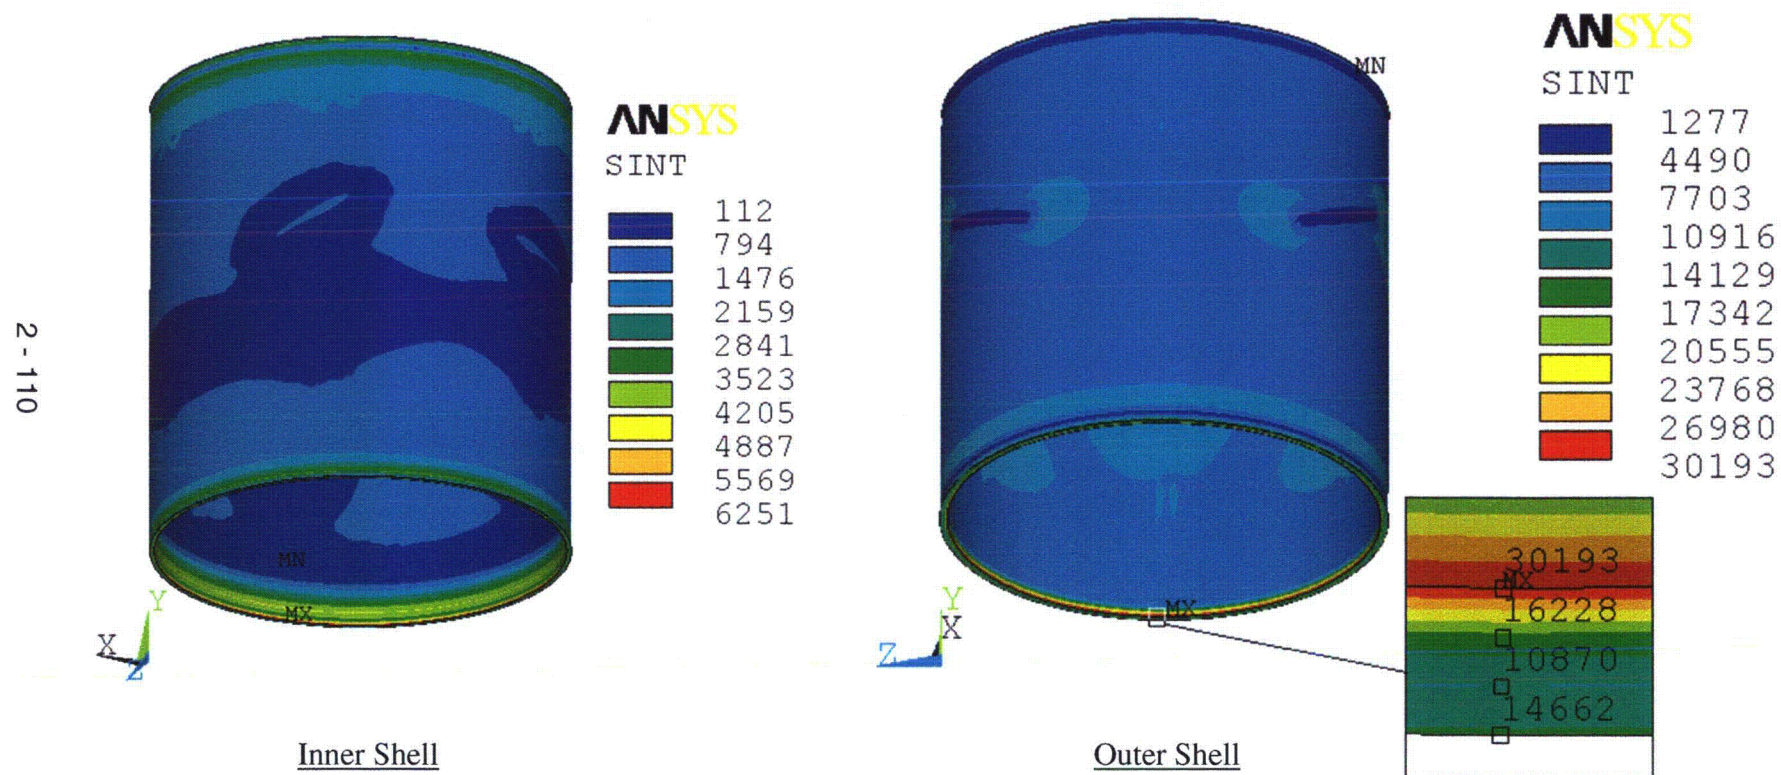 2 - 110
ANSYS
SINT
112
794
1476
2159
2841
3523
4205
4887
5569
6251
MN
MX
Y
X
Z
Inner Shell
ANSYS
SINT
1277
4490
7703
10916
14129
17342
20555
23768
26980
30193
MN
MX
Y
X
Z
30193
MX
16228
10870
14662
Outer Shell